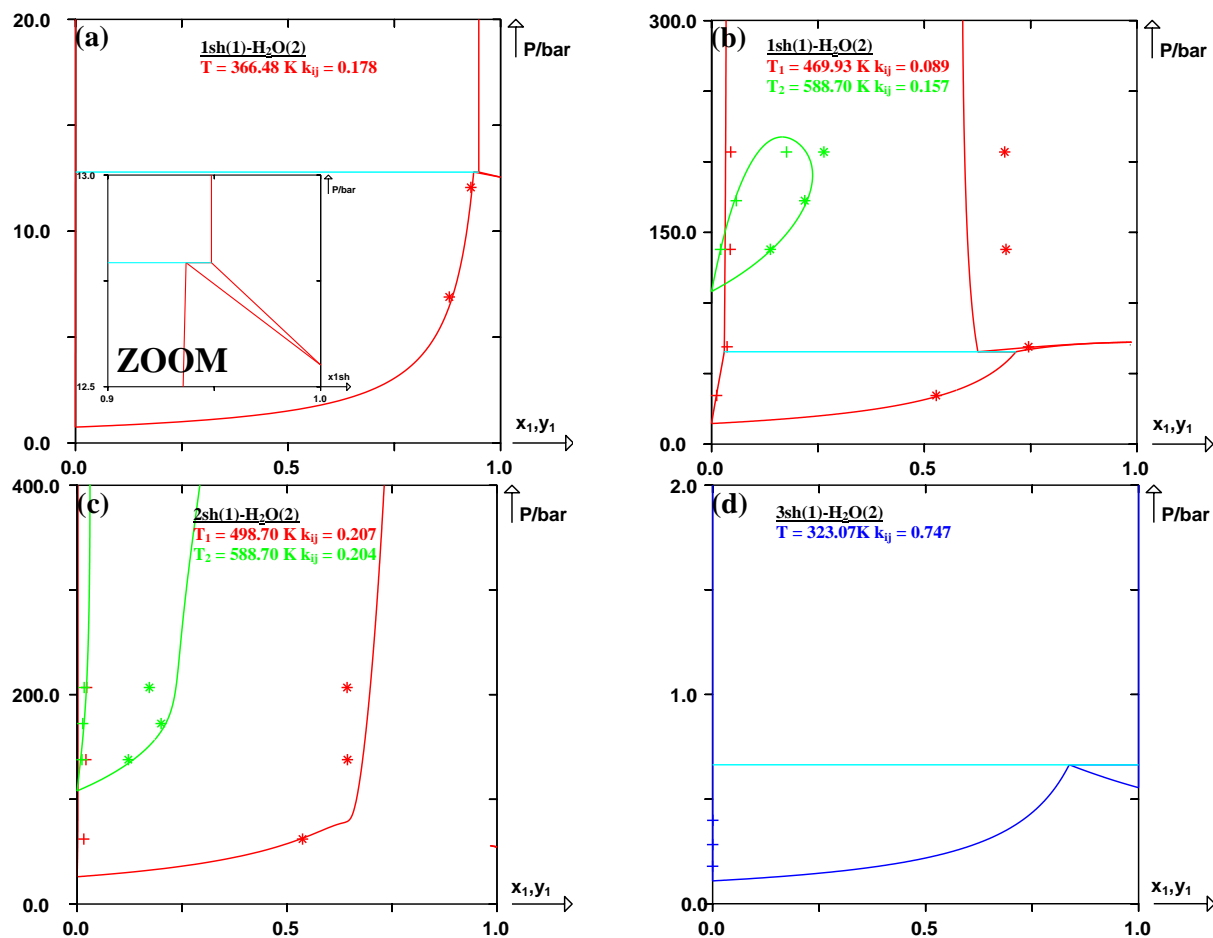 (a)
20.0
P/bar
1sh(1)-H₂O(2)
T = 366.48 K kᵢⱼ = 0.178
13.0
P/bar
10.0
ZOOM
12.5
x1sh
0.9
1.0
0.0
x₁,y₁
0.0
0.5
1.0
(b)
300.0
P/bar
1sh(1)-H₂O(2)
T₁ = 469.93 K kᵢⱼ = 0.089
T₂ = 588.70 K kᵢⱼ = 0.157
150.0
0.0
x₁,y₁
0.0
0.5
1.0
(c)
400.0
P/bar
2sh(1)-H₂O(2)
T₁ = 498.70 K kᵢⱼ = 0.207
T₂ = 588.70 K kᵢⱼ = 0.204
200.0
0.0
x₁,y₁
0.0
0.5
1.0
(d)
2.0
P/bar
3sh(1)-H₂O(2)
T = 323.07K kᵢⱼ = 0.747
1.0
0.0
x₁,y₁
0.0
0.5
1.0